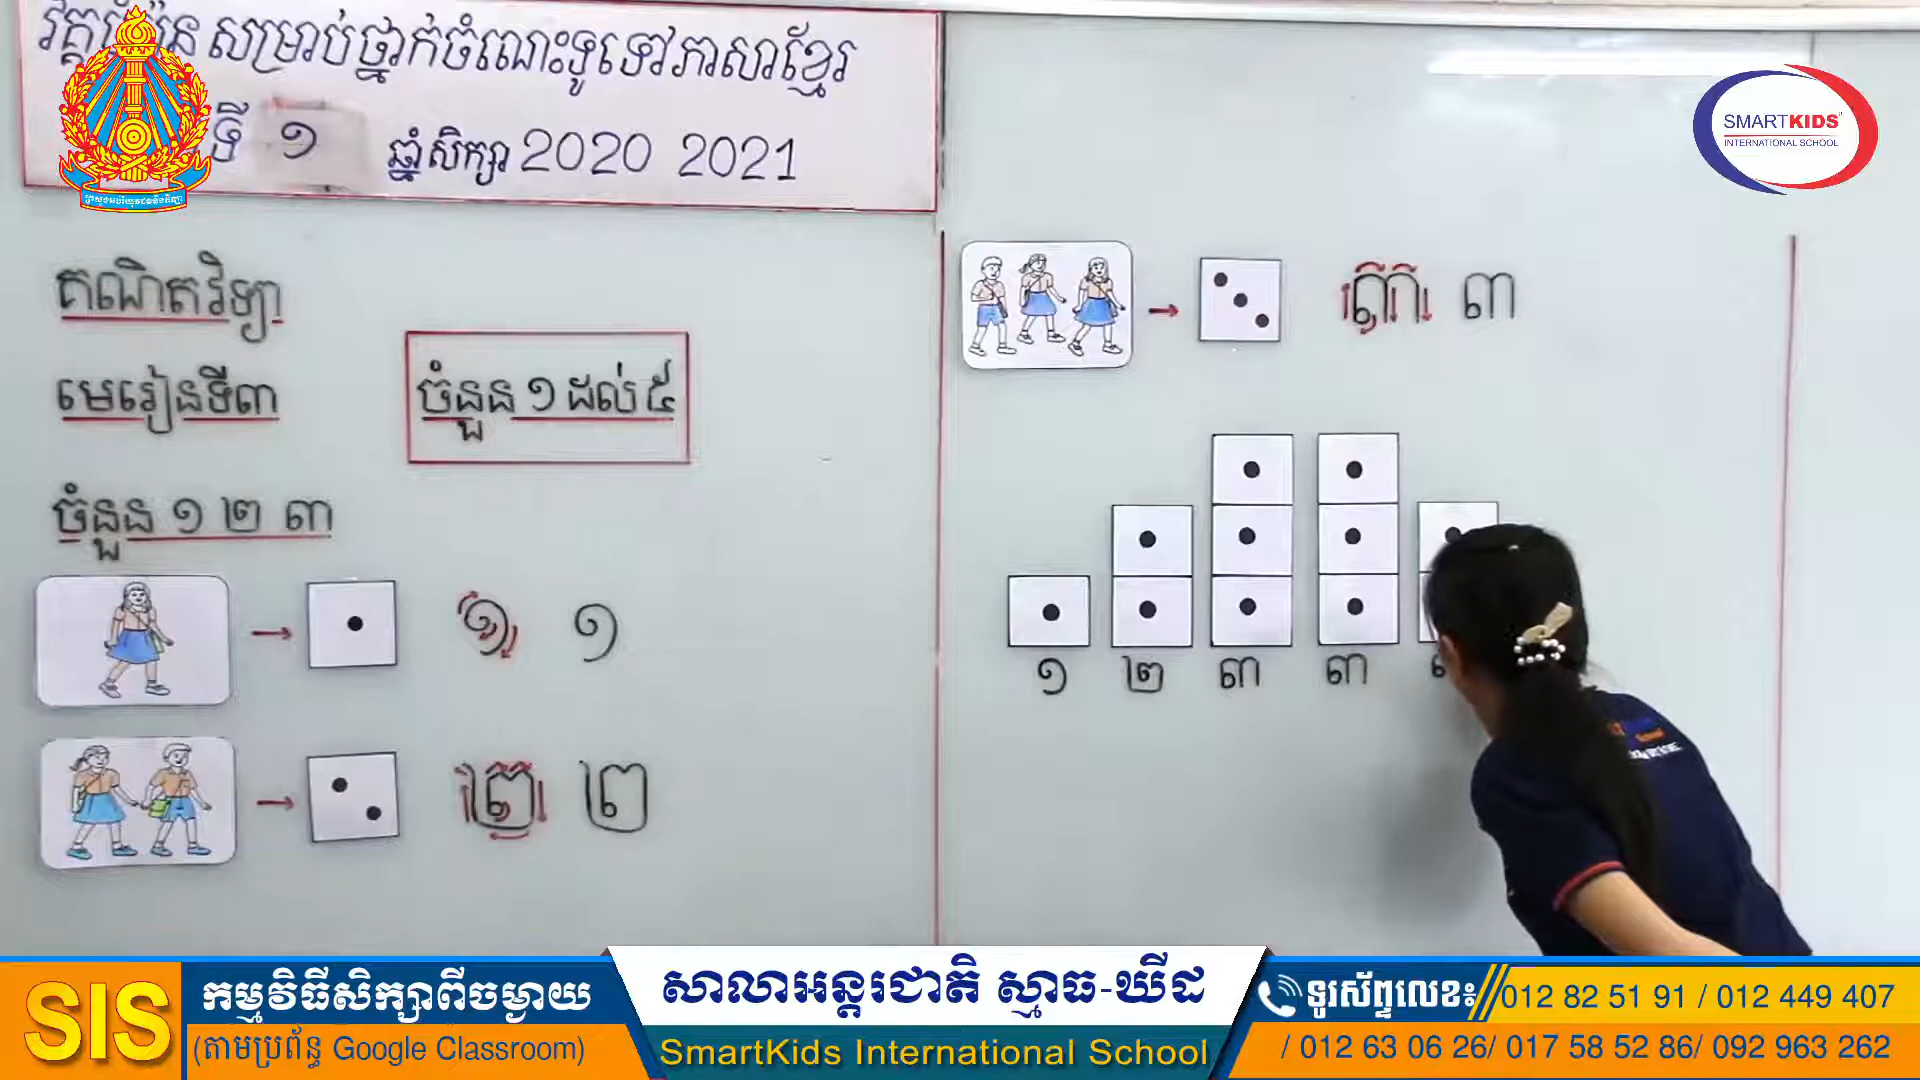 សម្រាប់ថ្នាក់ចំណេះទូទៅភាសាខ្មែរ
ទី ១ ឆ្នាំសិក្សា 2020 2021
SMARTKIDS
INTERNATIONAL SCHOOL
គណិតវិទ្យា
មេរៀនទី៣
ចំនួន ១ ដល់ ៥
ចំនួន ១ ២ ៣
១ ១
២ ២
៣ ៣
១ ២ ៣ ៣
SIS
កម្មវិធីសិក្សាពីចម្ងាយ
(តាមប្រព័ន្ធ Google Classroom)
សាលាអន្តរជាតិ ស្មាធ-ឃីដ
SmartKids International School
ទូរស័ព្ទលេខ៖ 012 82 51 91 / 012 449 407
/ 012 63 06 26/ 017 58 52 86/ 092 963 262